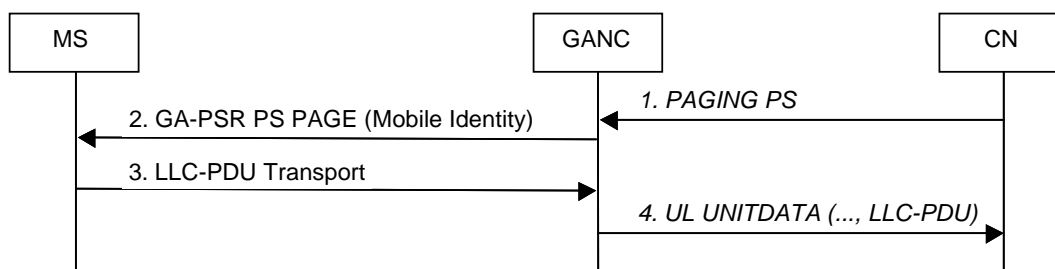 MS
GANC
CN
1. PAGING PS
2. GA-PSR PS PAGE (Mobile Identity)
3. LLC-PDU Transport
4. UL UNITDATA (..., LLC-PDU)